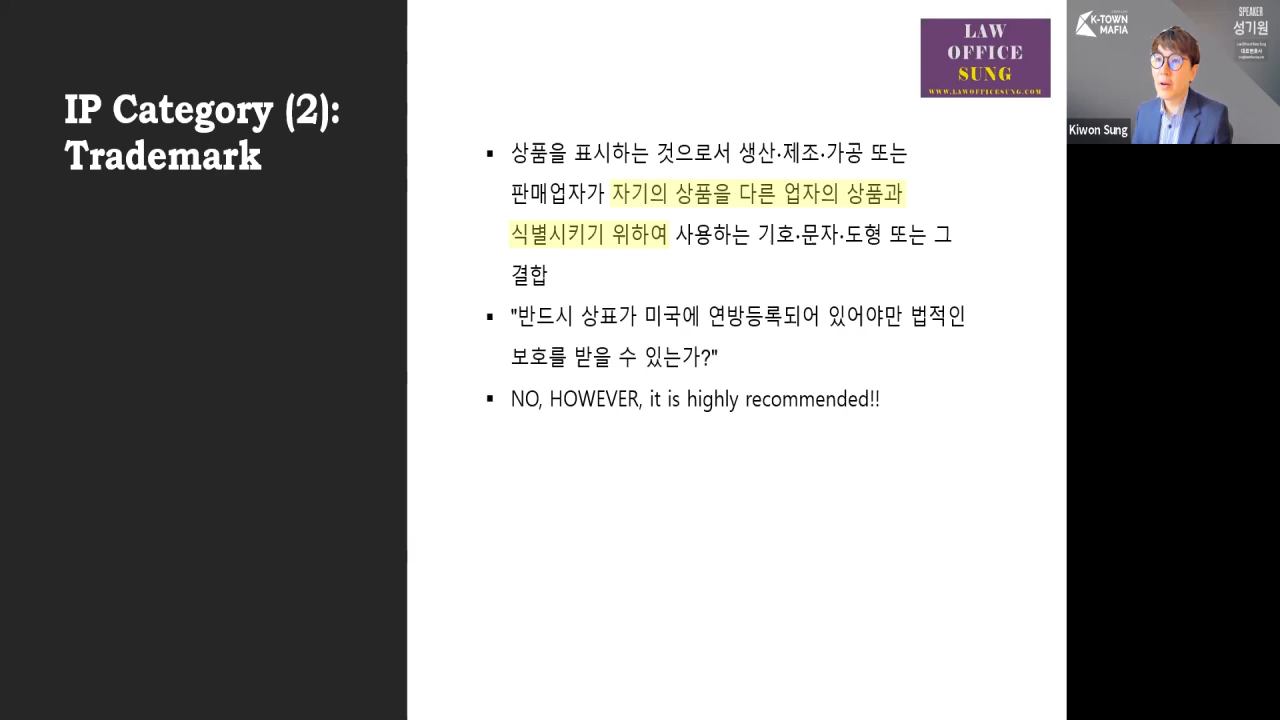 IP Category (2):
Trademark
LAW
OFFICE
SUNG
WWW.LAWOFFICESUNG.COM
상품을 표시하는 것으로서 생산·제조·가공 또는
판매업자가 자기의 상품을 다른 업자의 상품과
식별시키기 위하여 사용하는 기호·문자·도형 또는 그
결합
"반드시 상표가 미국에 연방등록되어 있어야만 법적인
보호를 받을 수 있는가?"
NO, HOWEVER, it is highly recommended!!
K-TOWN
MAFIA
SPEAKER
성기원
대표변호사
Kiwon Sung